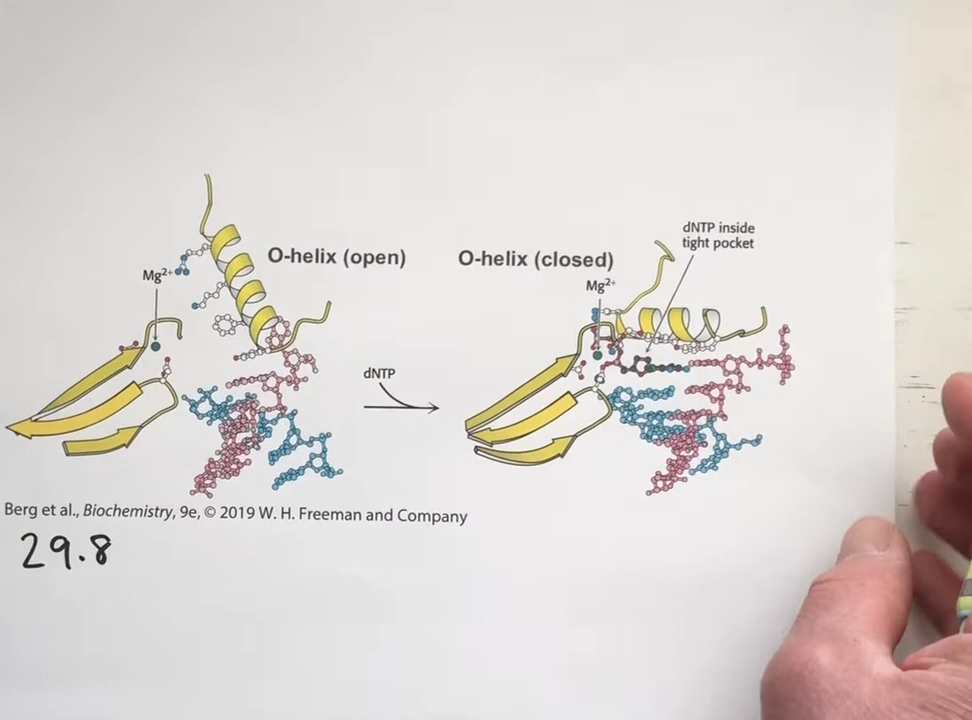 dNTP inside
tight pocket
O-helix (open)
O-helix (closed)
Mg2+
Mg2+
dNTP
Berg et al., Biochemistry, 9e, © 2019 W. H. Freeman and Company
29.8